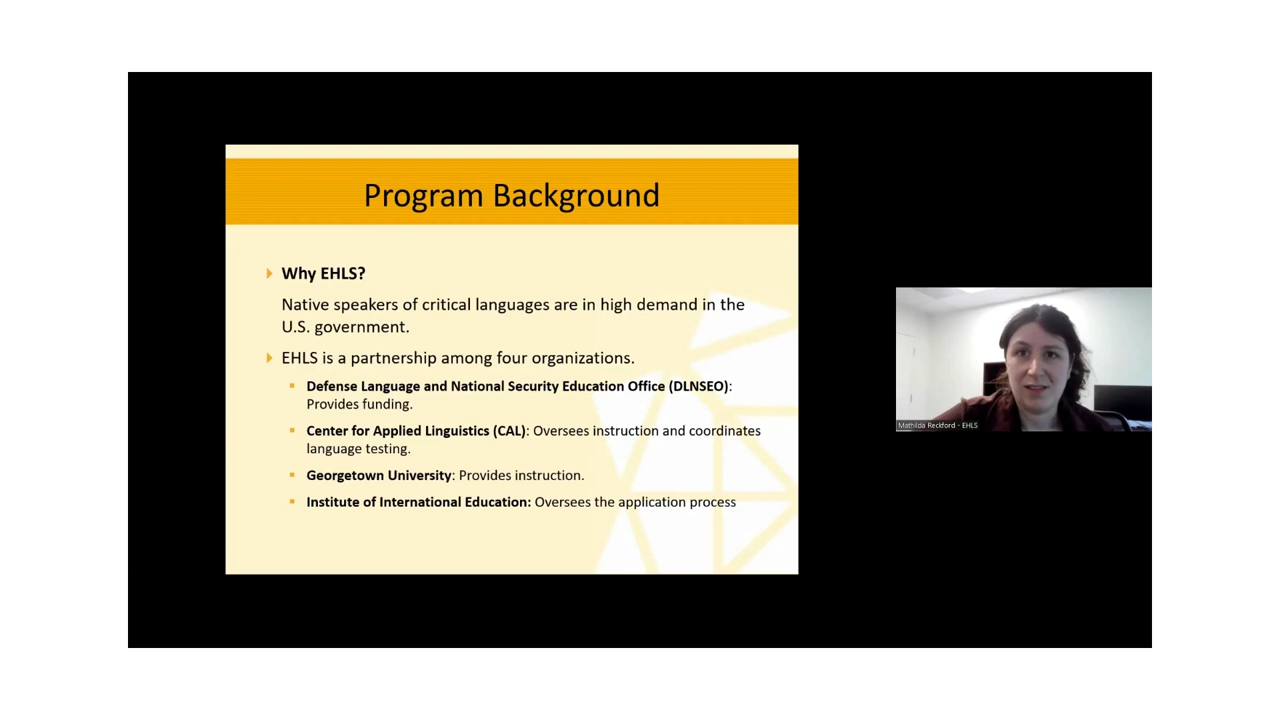 Program Background
Why EHLS?
Native speakers of critical languages are in high demand in the
U.S. government.
EHLS is a partnership among four organizations.
Defense Language and National Security Education Office (DLNSEO):
Provides funding.
Center for Applied Linguistics (CAL): Oversees instruction and coordinates
language testing.
Georgetown University: Provides instruction.
Institute of International Education: Oversees the application process
Mathilda Reckford - EHLS